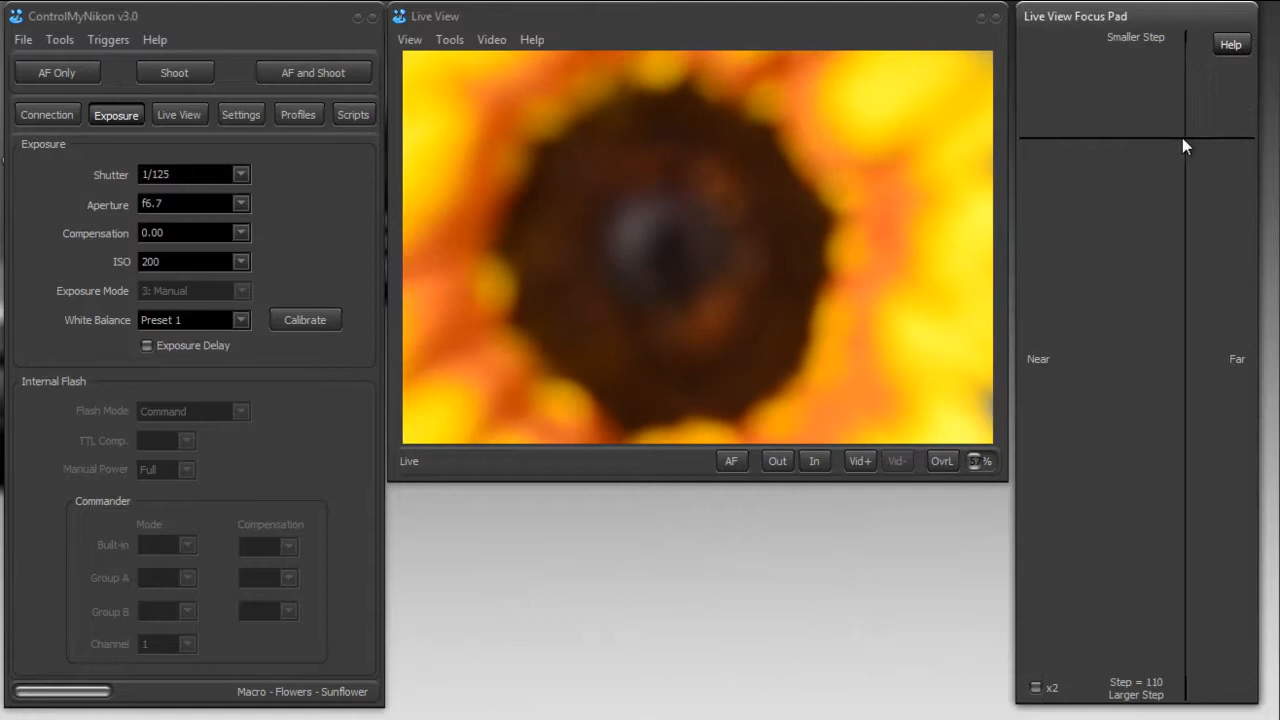 ControlMyNikon v3.0
File Tools Triggers Help
AF Only Shoot AF and Shoot
Connection Exposure Live View Settings Profiles Scripts
Exposure
Shutter 1/125
Aperture f6.7
Compensation 0.00
ISO 200
Exposure Mode 3: Manual
White Balance Preset 1 Calibrate
Exposure Delay
Internal Flash
Flash Mode Command
TTL Comp.
Manual Power Full
Commander
Mode Compensation
Built-in
Group A
Group B
Channel 1
Macro - Flowers - Sunflower
Live View
View Tools Video Help
Live AF Out In Vid+ Vid- OvrL %
Live View Focus Pad
Smaller Step Help
Near Far
x2 Step = 110
Larger Step